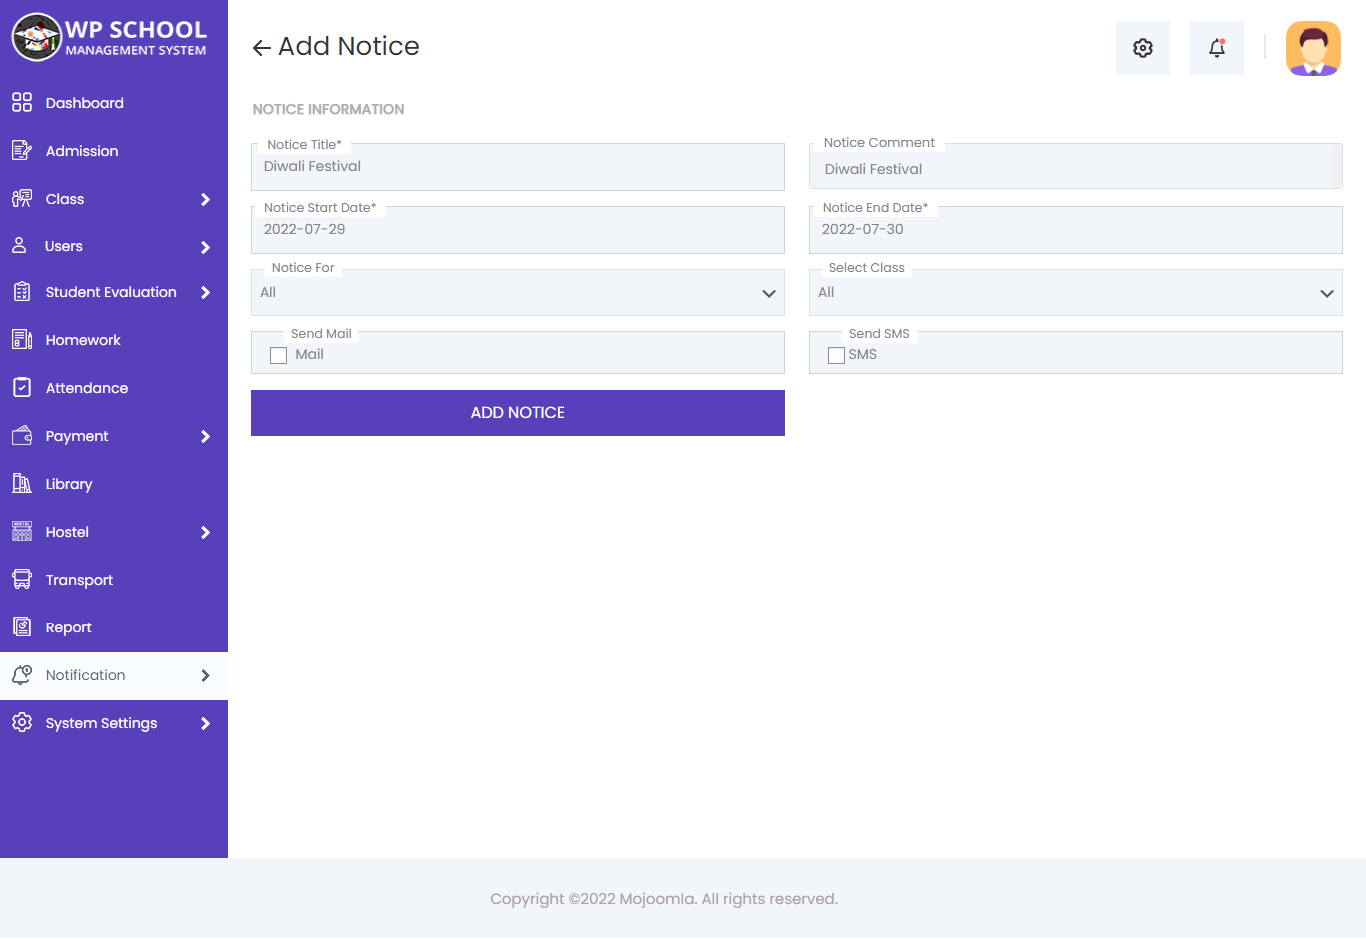 WP SCHOOL
MANAGEMENT SYSTEM
Dashboard
Admission
Class
Users
Student Evaluation
Homework
Attendance
Payment
Library
Hostel
Transport
Report
Notification
System Settings
Add Notice
NOTICE INFORMATION
Notice Title*
Diwali Festival
Notice Comment
Diwali Festival
Notice Start Date*
2022-07-29
Notice End Date*
2022-07-30
Notice For
All
Select Class
All
Send Mail
Mail
Send SMS
SMS
ADD NOTICE
Copyright ©2022 Mojoomla. All rights reserved.